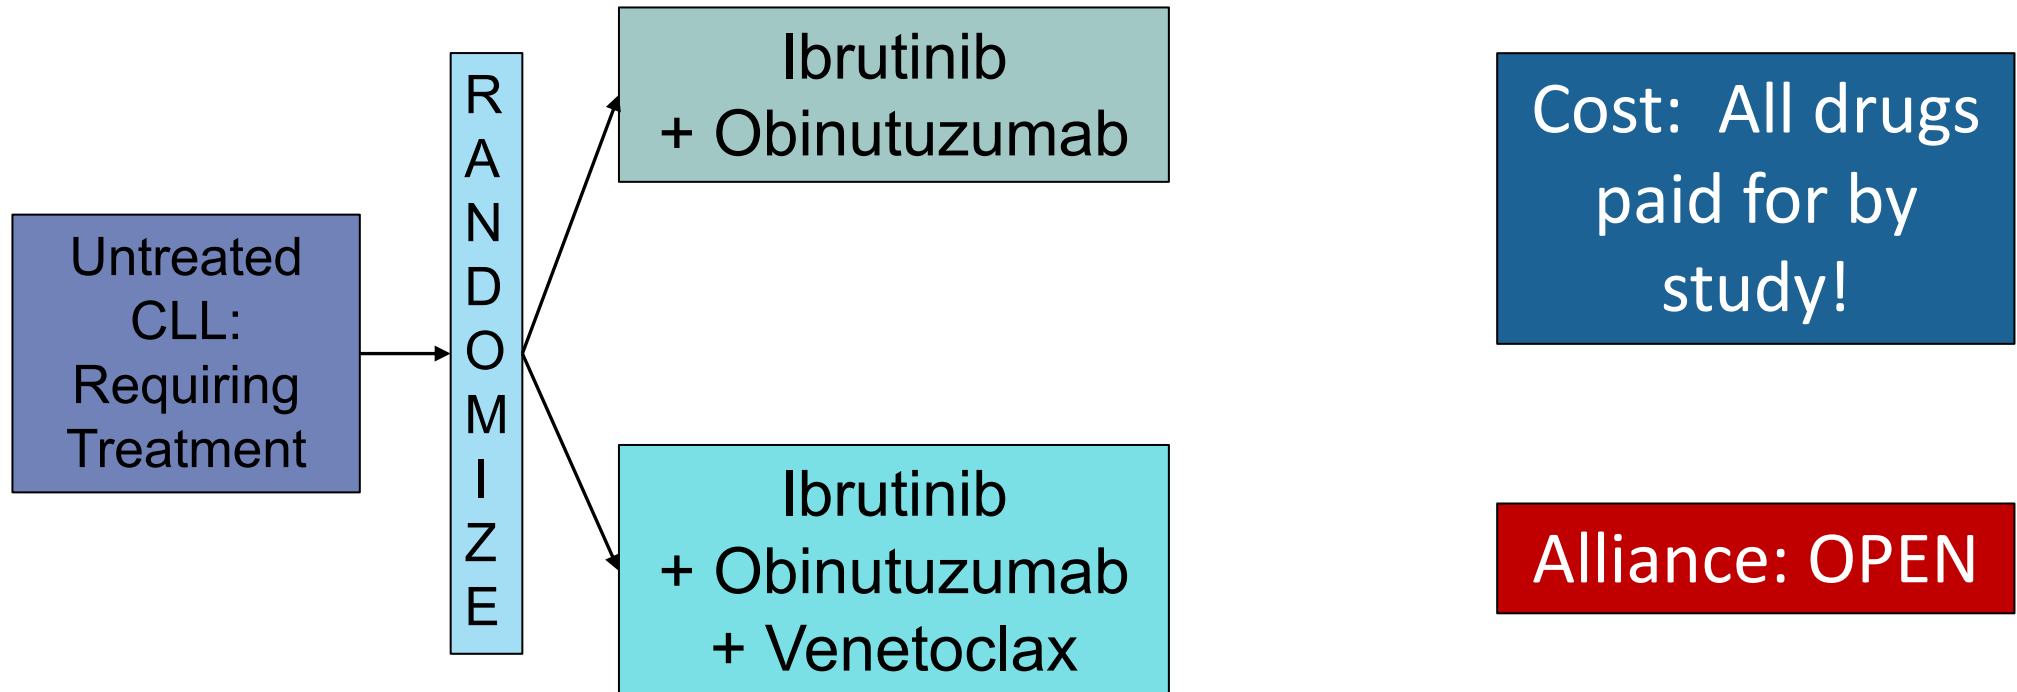 Untreated
CLL:
Requiring
Treatment
R
A
N
D
O
M
I
Z
E
Ibrutinib
+ Obinutuzumab
Ibrutinib
+ Obinutuzumab
+ Venetoclax
Cost:  All drugs
paid for by
study!
Alliance: OPEN